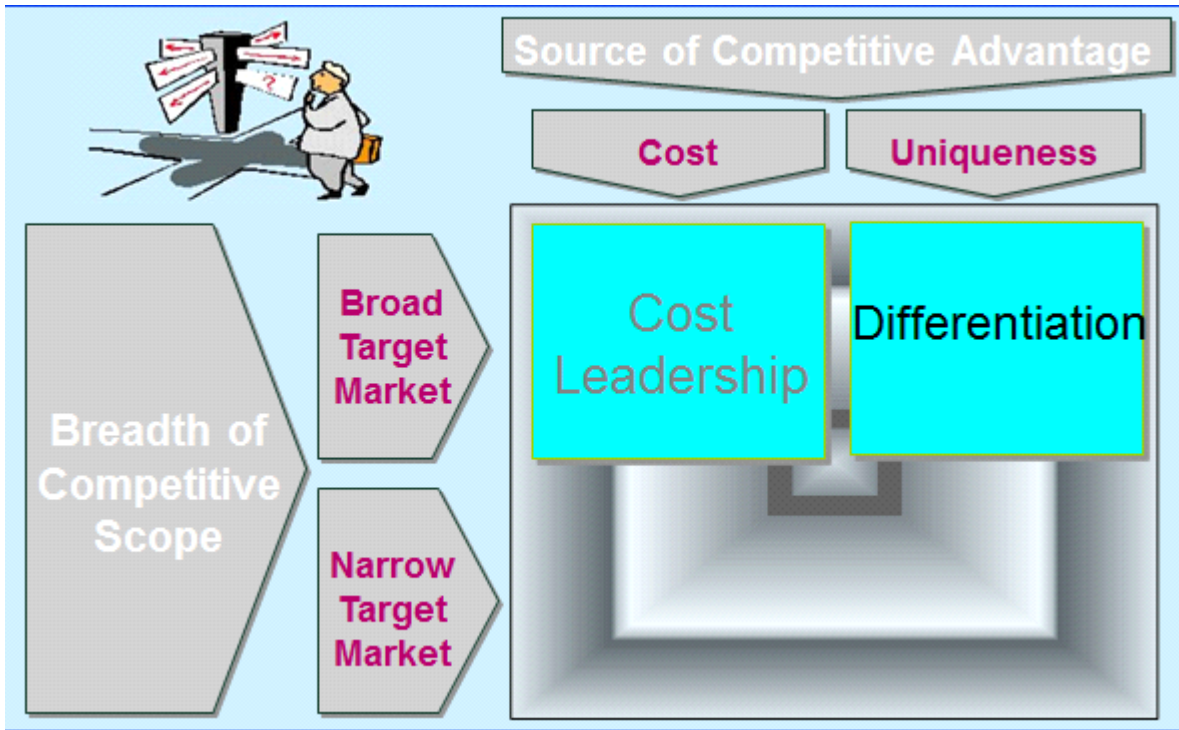 Source of Competitive Advantage
Cost
Uniqueness
?
Broad
Target
Market
Cost
Leadership
Differentiation
Breadth of
Competitive
Scope
Narrow
Target
Market